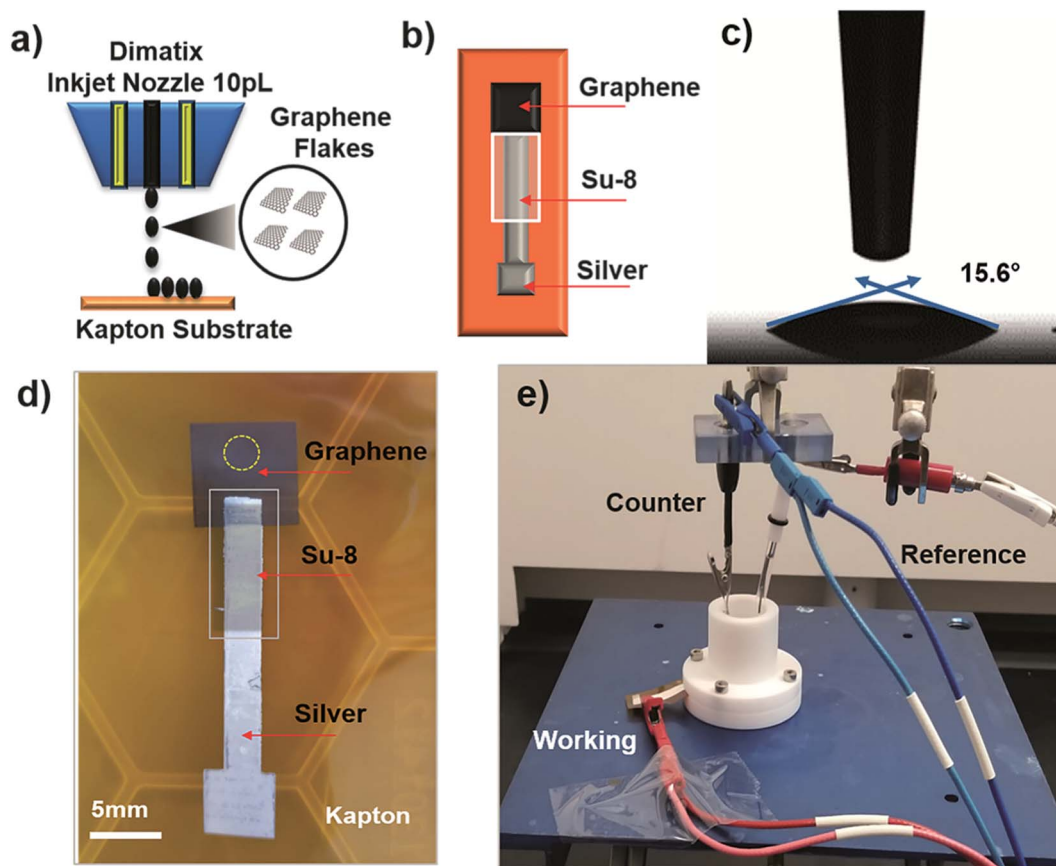 a)
Dimatix
Inkjet Nozzle 10pL
Graphene
Flakes
Kapton Substrate
b)
Graphene
Su-8
Silver
c)
15.6°
d)
Graphene
Su-8
Silver
5mm
Kapton
e)
Counter
Reference
Working